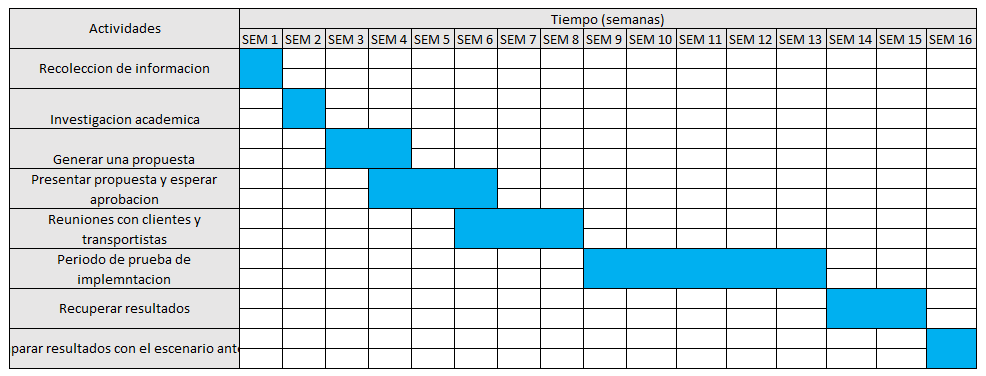 Actividades
Tiempo (semanas)
SEM 1 SEM 2 SEM 3 SEM 4 SEM 5 SEM 6 SEM 7 SEM 8 SEM 9 SEM 10 SEM 11 SEM 12 SEM 13 SEM 14 SEM 15 SEM 16
Recoleccion de informacion
Investigacion academica
Generar una propuesta
Presentar propuesta y esperar
aprobacion
Reuniones con clientes y
transportistas
Periodo de prueba de
implemntacion
Recuperar resultados
parar resultados con el escenario ante